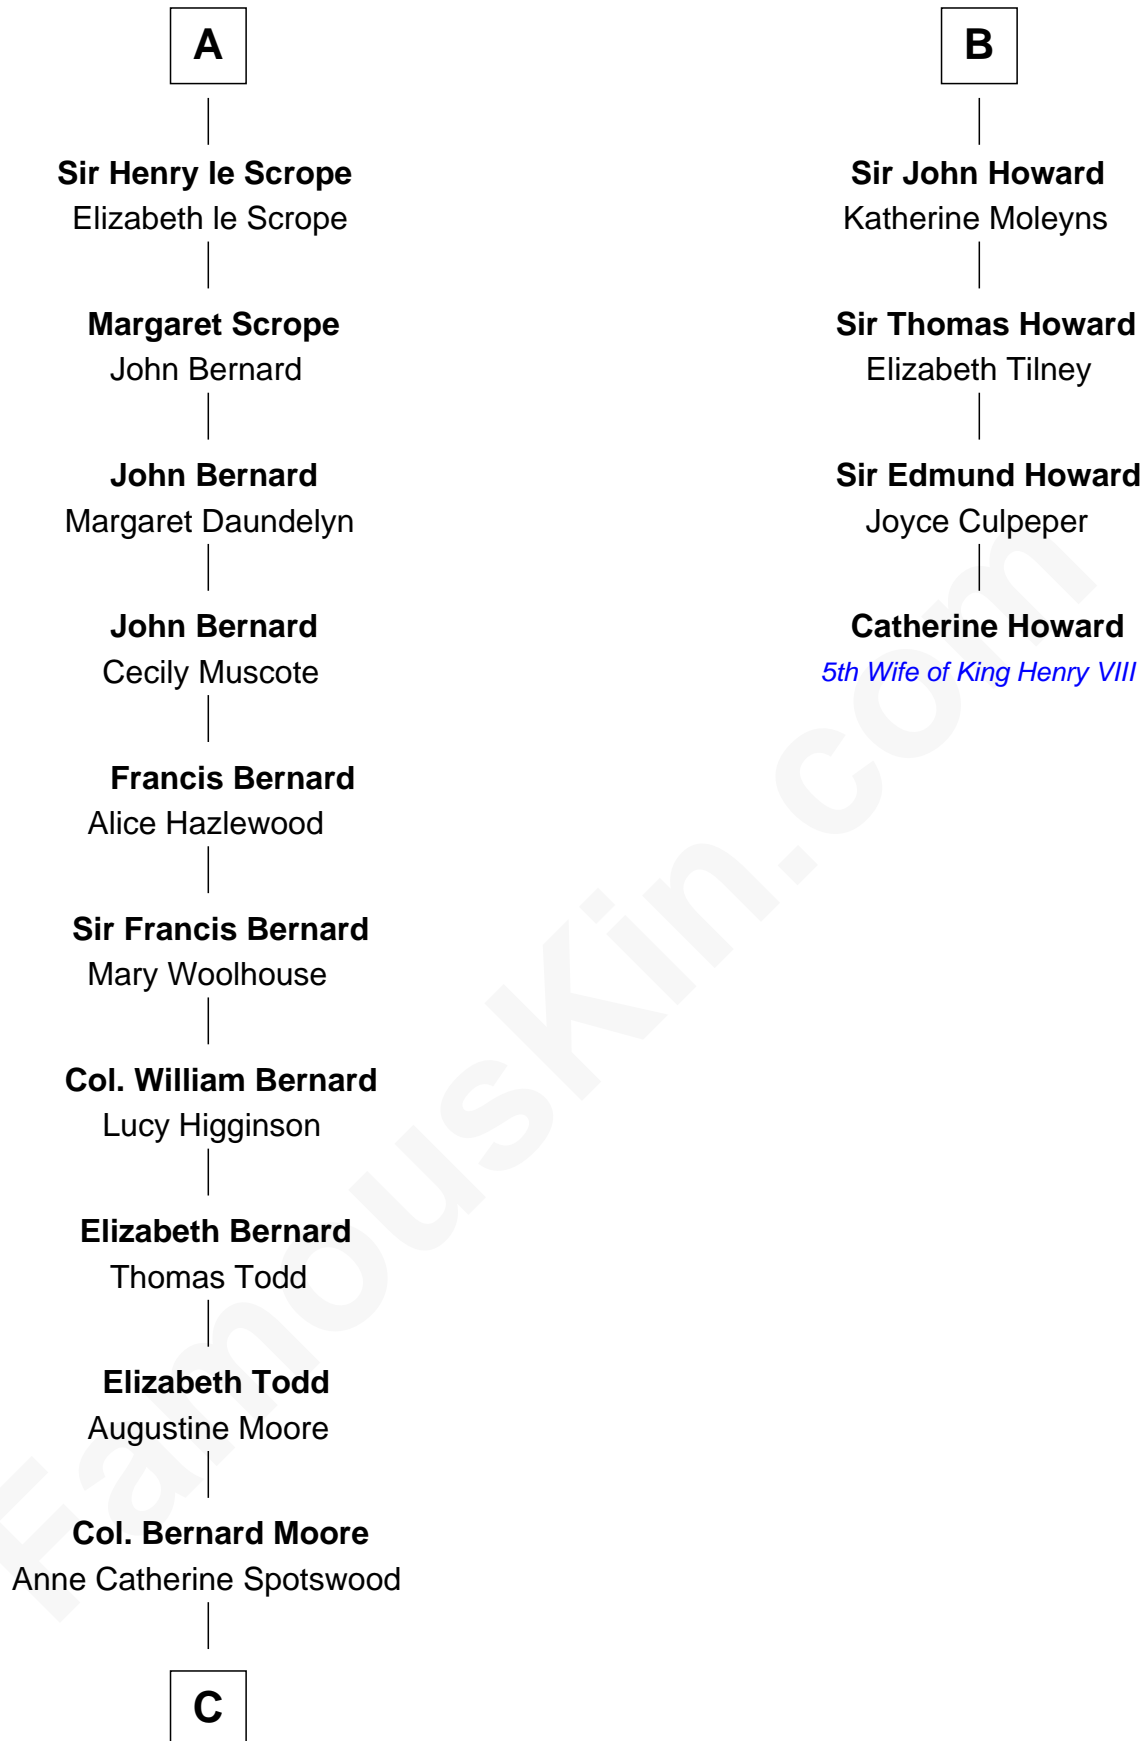 A
Sir Henry le Scrope
Elizabeth le Scrope
Margaret Scrope
John Bernard
John Bernard
Margaret Daundelyn
John Bernard
Cecily Muscote
Francis Bernard
Alice Hazlewood
Sir Francis Bernard
Mary Woolhouse
Col. William Bernard
Lucy Higginson
Elizabeth Bernard
Thomas Todd
Elizabeth Todd
Augustine Moore
Col. Bernard Moore
Anne Catherine Spotswood
C
B
Sir John Howard
Katherine Moleyns
Sir Thomas Howard
Elizabeth Tilney
Sir Edmund Howard
Joyce Culpeper
Catherine Howard
5th Wife of King Henry VIII
FamousKin.com